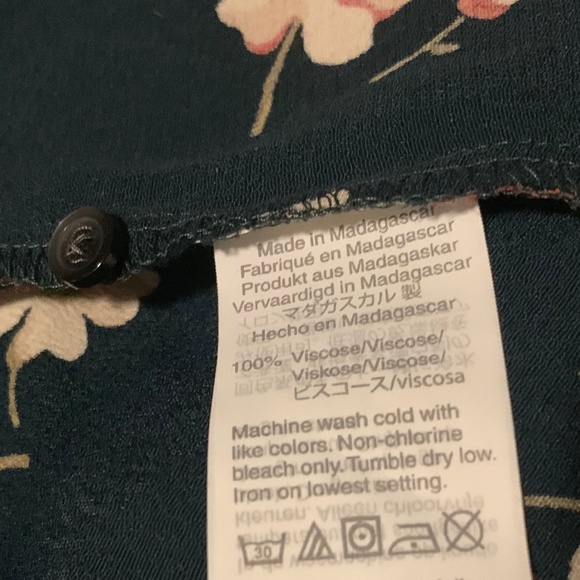 Made in Madagascar
Fabriqué en Madagascar
Produkt aus Madagaskar
Vervaardigd in Madagascar
マダガスカル 製
Hecho en Madagascar
100% Viscose/Viscose/
Viskose/Viscose/
ビスコース/viscosa
Machine wash cold with
like colors. Non-chlorine
bleach only. Tumble dry low.
Iron on lowest setting.
30